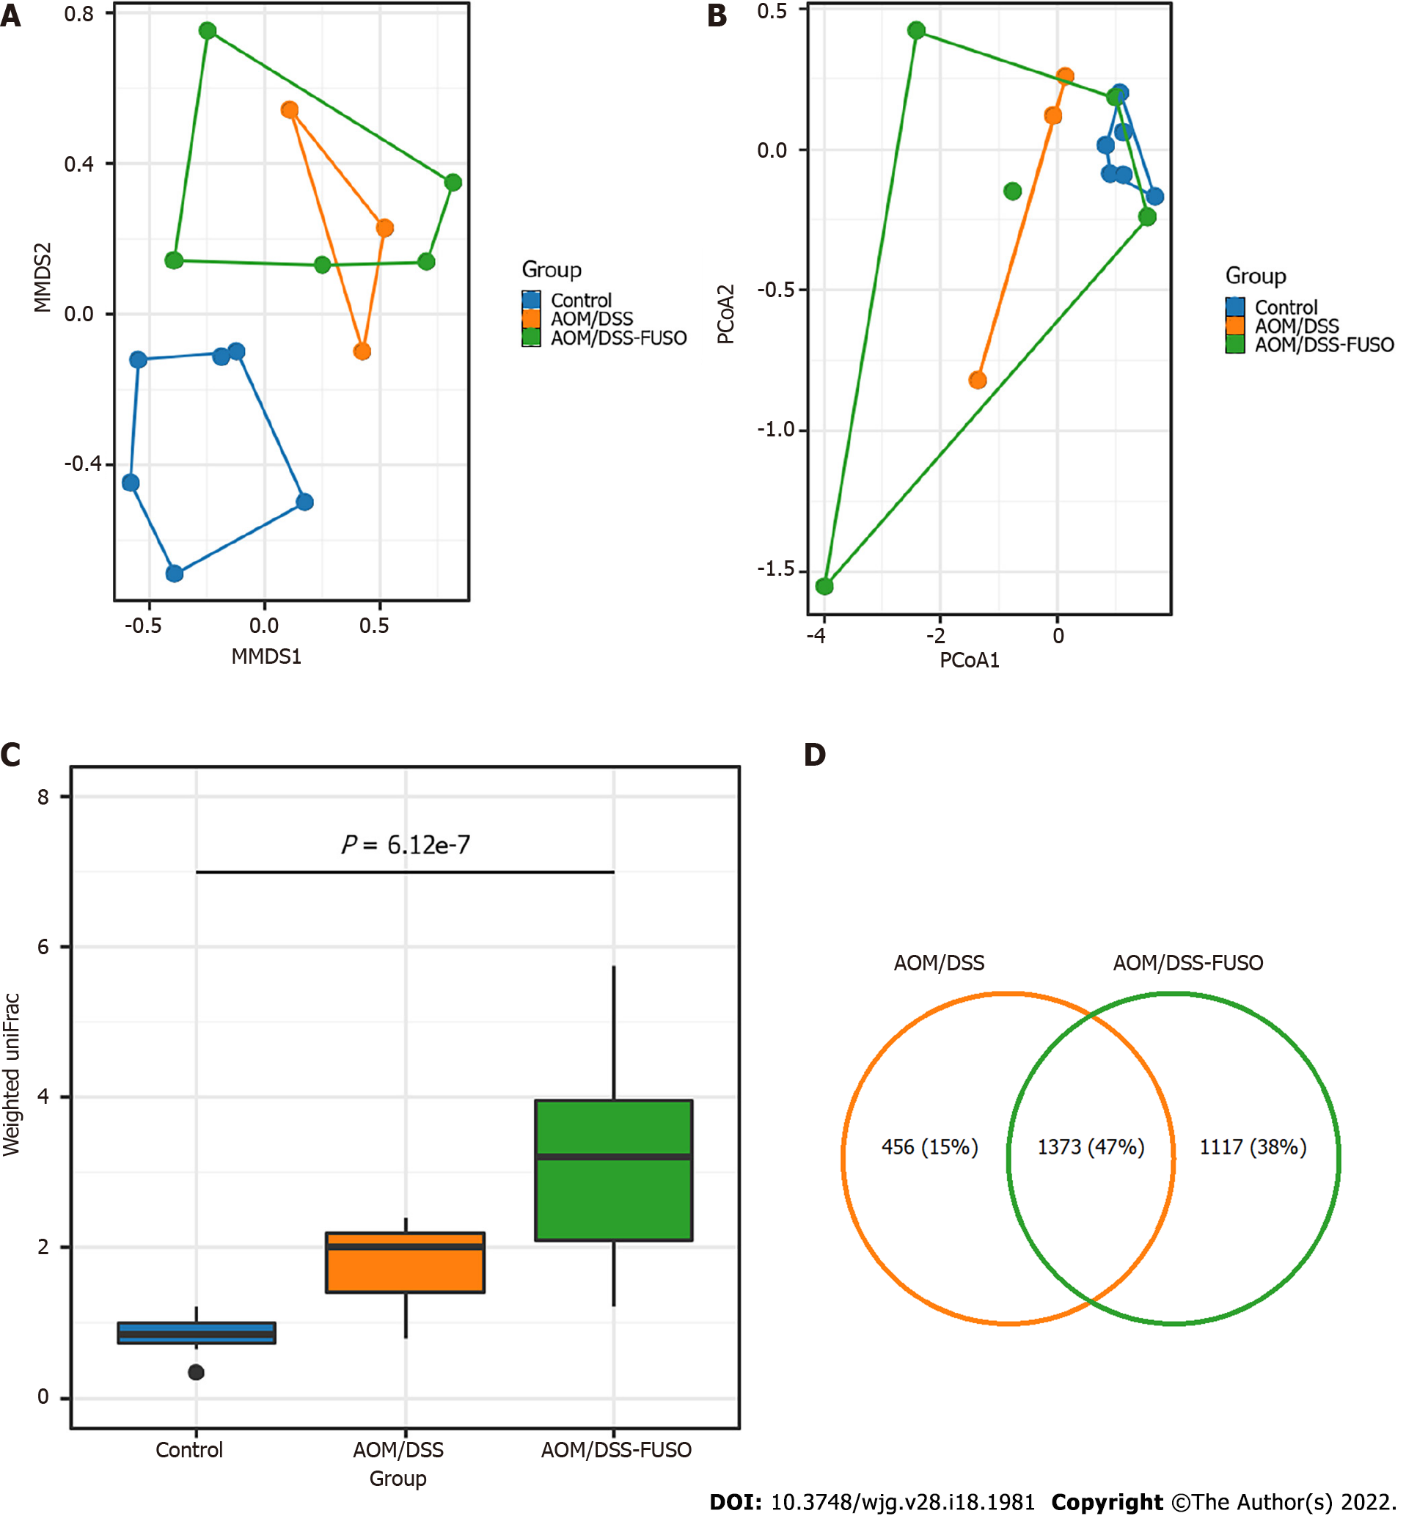 A
0.8
0.4
0.0
-0.4
MMDS2
-0.5
0.0
0.5
MMDS1
Group
Control
AOM/DSS
AOM/DSS-FUSO
B
0.5
0.0
-0.5
-1.0
-1.5
PCoA2
-4
-2
0
PCoA1
Group
Control
AOM/DSS
AOM/DSS-FUSO
C
8
6
4
2
0
Weighted uniFrac
P = 6.12e-7
Control
AOM/DSS
AOM/DSS-FUSO
Group
D
AOM/DSS
AOM/DSS-FUSO
456 (15%)
1373 (47%)
1117 (38%)
DOI: 10.3748/wjg.v28.i18.1981 Copyright ©The Author(s) 2022.